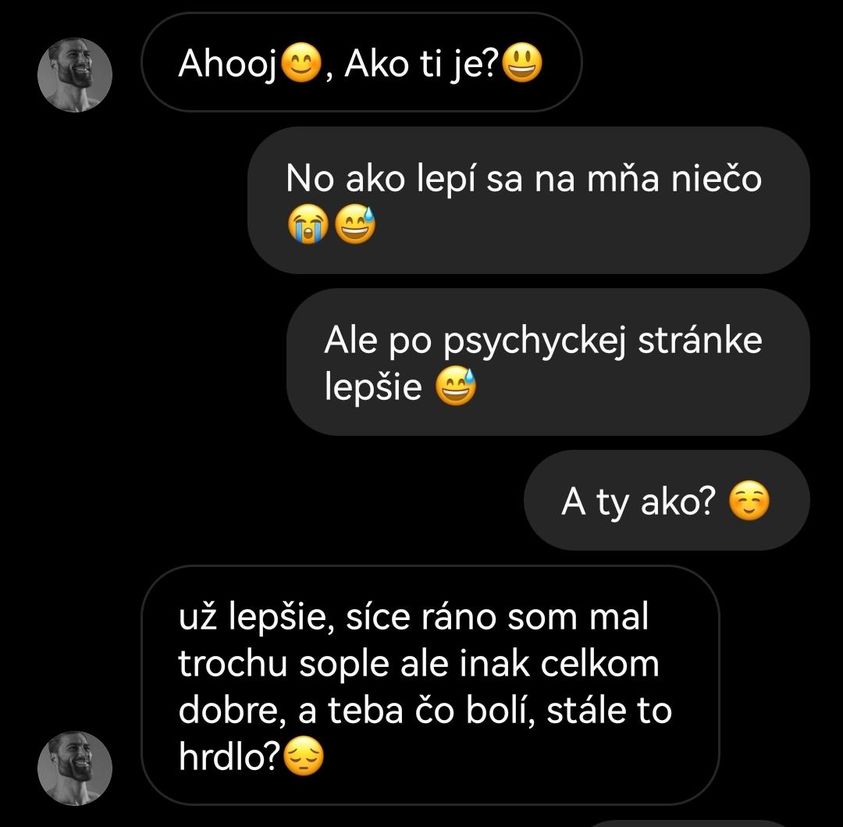 Ahooj😊, Ako ti je?😃
No ako lepí sa na mňa niečo
😭😅
Ale po psychyckej stránke
lepšie 😅
A ty ako? ☺️
už lepšie, síce ráno som mal
trochu sople ale inak celkom
dobre, a teba čo bolí, stále to
hrdlo?😔